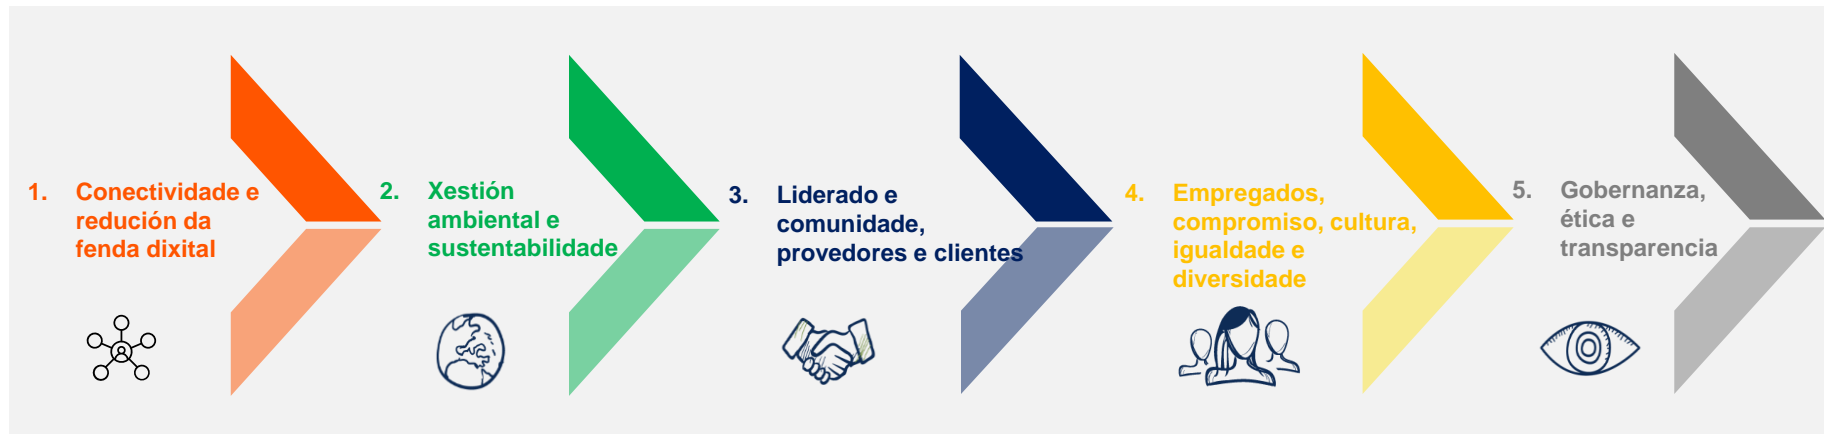 1. Conectividade e
redución da
fenda dixital
2. Xestión
ambiental e
sustentabilidade
3. Liderado e
comunidade,
provedores e clientes
4. Empregados,
compromiso, cultura,
igualdade e
diversidade
5. Gobernanza,
ética e
transparencia